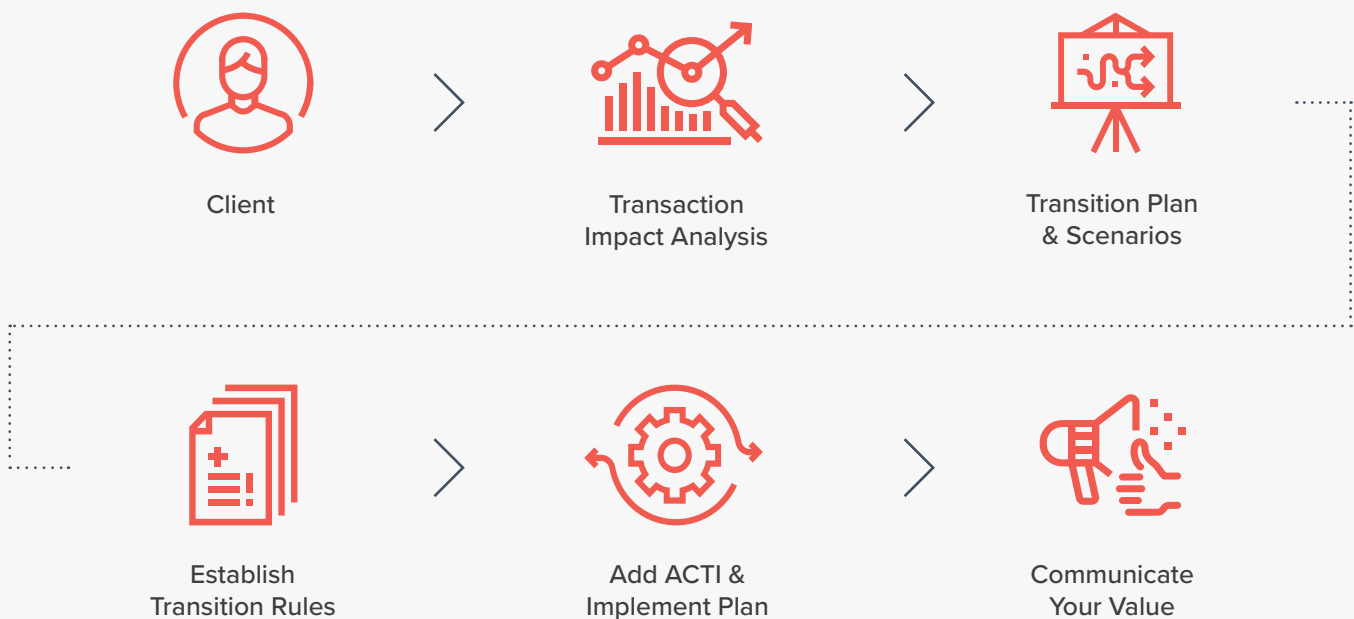 Client
Transaction
Impact Analysis
Transition Plan
& Scenarios
Establish
Transition Rules
Add ACTI &
Implement Plan
Communicate
Your Value